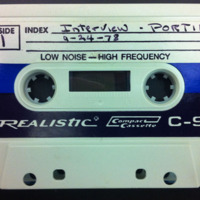 SIDE INDEX Interview - PORTI
1 9-24-78
LOW NOISE—HIGH FREQUENCY
REALISTIC® Compact Cassette C-9